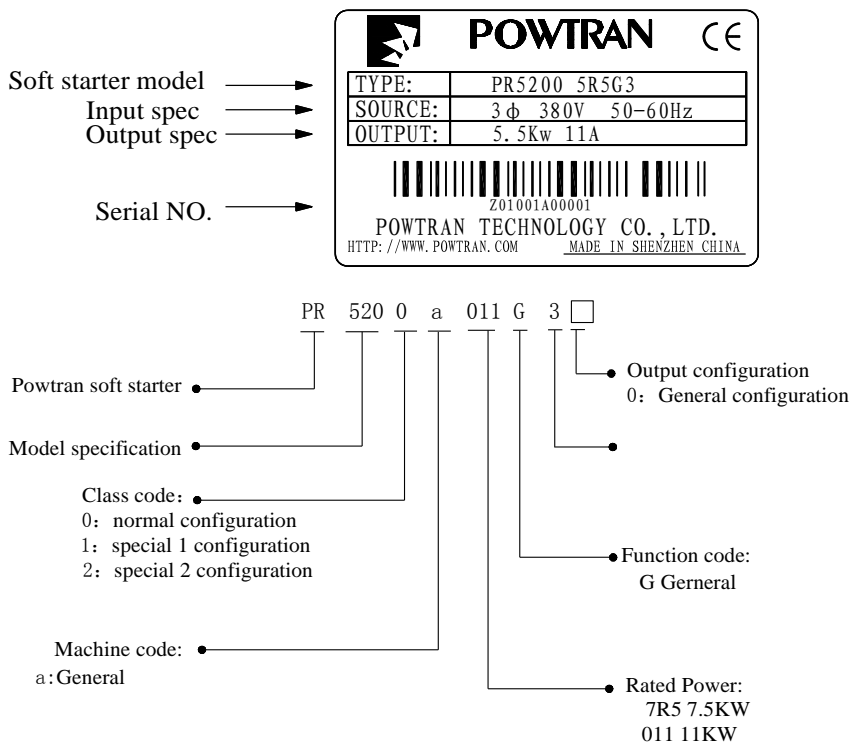 POWTRAN CE
Soft starter model
TYPE: PR5200 5R5G3
Input spec
SOURCE: 3ф 380V 50-60Hz
Output spec
OUTPUT: 5.5Kw 11A
Serial NO.
Z01001A00001
POWTRAN TECHNOLOGY CO.,LTD.
HTTP://WWW.POWTRAN.COM MADE IN SHENZHEN CHINA
PR 520 0 a 011 G 3
Powtran soft starter
Output configuration
0：General configuration
Model specification
Class code：
0：normal configuration
1：special 1 configuration
2：special 2 configuration
Function code:
G Gerneral
Machine code:
a:General
Rated Power:
7R5 7.5KW
011 11KW